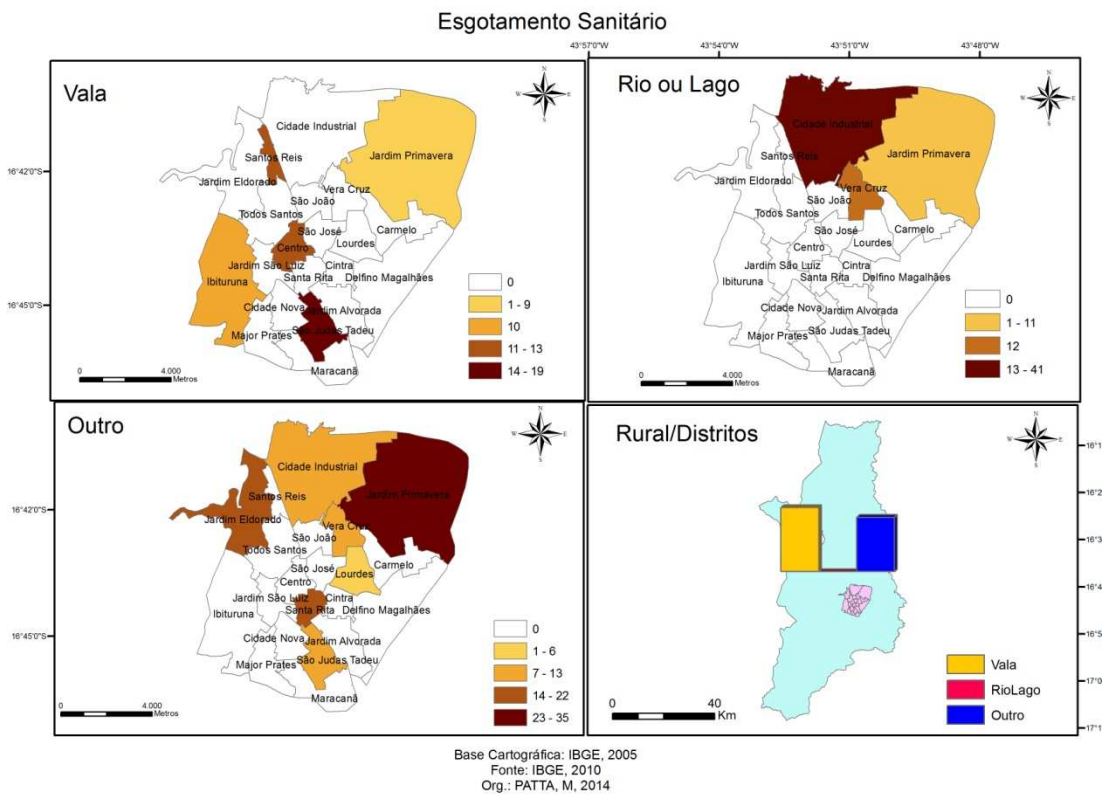 Esgotamento Sanitário
43°57'0"W 43°54'0"W 43°51'0"W 43°48'0"W
Vala
N
W E
S
Cidade Industrial
Jardim Primavera
Santos Reis
16°42'0"S
Jardim Eldorado
Vera Cruz
São João
Todos Santos
São José
Carmelo
Lourdes
Centro
Jardim São Luiz
Cintra
Santa Rita
Delfino Magalhães
Ibituruna
16°45'0"S
Cidade Nova
Jardim Alvorada
São Judas Tadeu
Major Prates
Maracanã
0
1 - 9
10
11 - 13
14 - 19
0 4.000
Metros
Rio ou Lago
N
W E
S
Cidade Industrial
Santos Reis
Jardim Primavera
Jardim Eldorado
Vera Cruz
São João
Todos Santos
São José
Carmelo
Lourdes
Centro
Jardim São Luiz
Cintra
Santa Rita
Delfino Magalhães
Ibituruna
Cidade Nova
Jardim Alvorada
São Judas Tadeu
Major Prates
Maracanã
0
1 - 11
12
13 - 41
0 4.000
Metros
Outro
N
W E
S
Cidade Industrial
Santos Reis
Jardim Primavera
16°42'0"S
Jardim Eldorado
Vera Cruz
São João
Todos Santos
São José
Carmelo
Lourdes
Centro
Jardim São Luiz
Cintra
Santa Rita
Delfino Magalhães
Ibituruna
16°45'0"S
Cidade Nova
Jardim Alvorada
São Judas Tadeu
Major Prates
Maracanã
0
1 - 6
7 - 13
14 - 22
23 - 35
0 4.000
Metros
Rural/Distritos
N
W E
S
16°1
16°2
16°3
16°4
16°5
17°0
17°1
Vala
RioLago
Outro
0 40
Km
Base Cartográfica: IBGE, 2005
Fonte: IBGE, 2010
Org.: PATTA, M, 2014